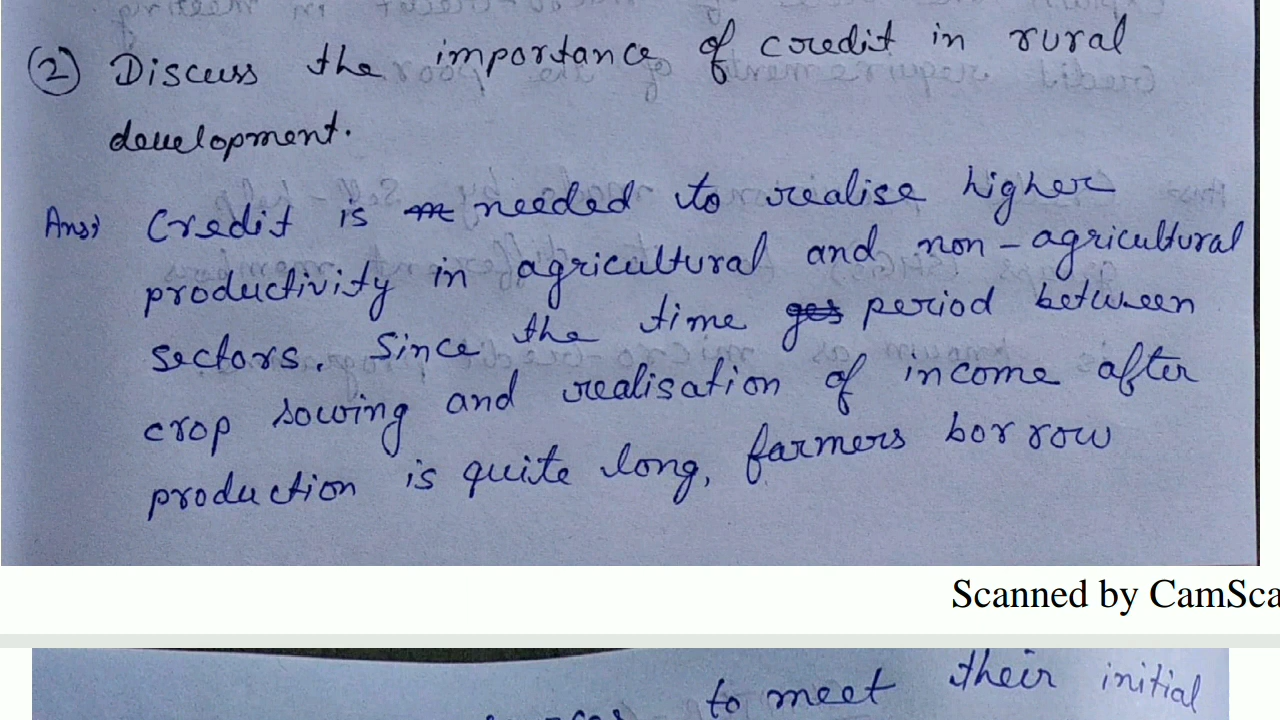 (2) Discuss the importance of credit in rural
development.
Ans: Credit is needed to realise higher
productivity in agricultural and non-agricultural
sectors. Since the time period between
crop sowing and realisation of income after
production is quite long, farmers borrow
Scanned by CamSca
to meet their initial